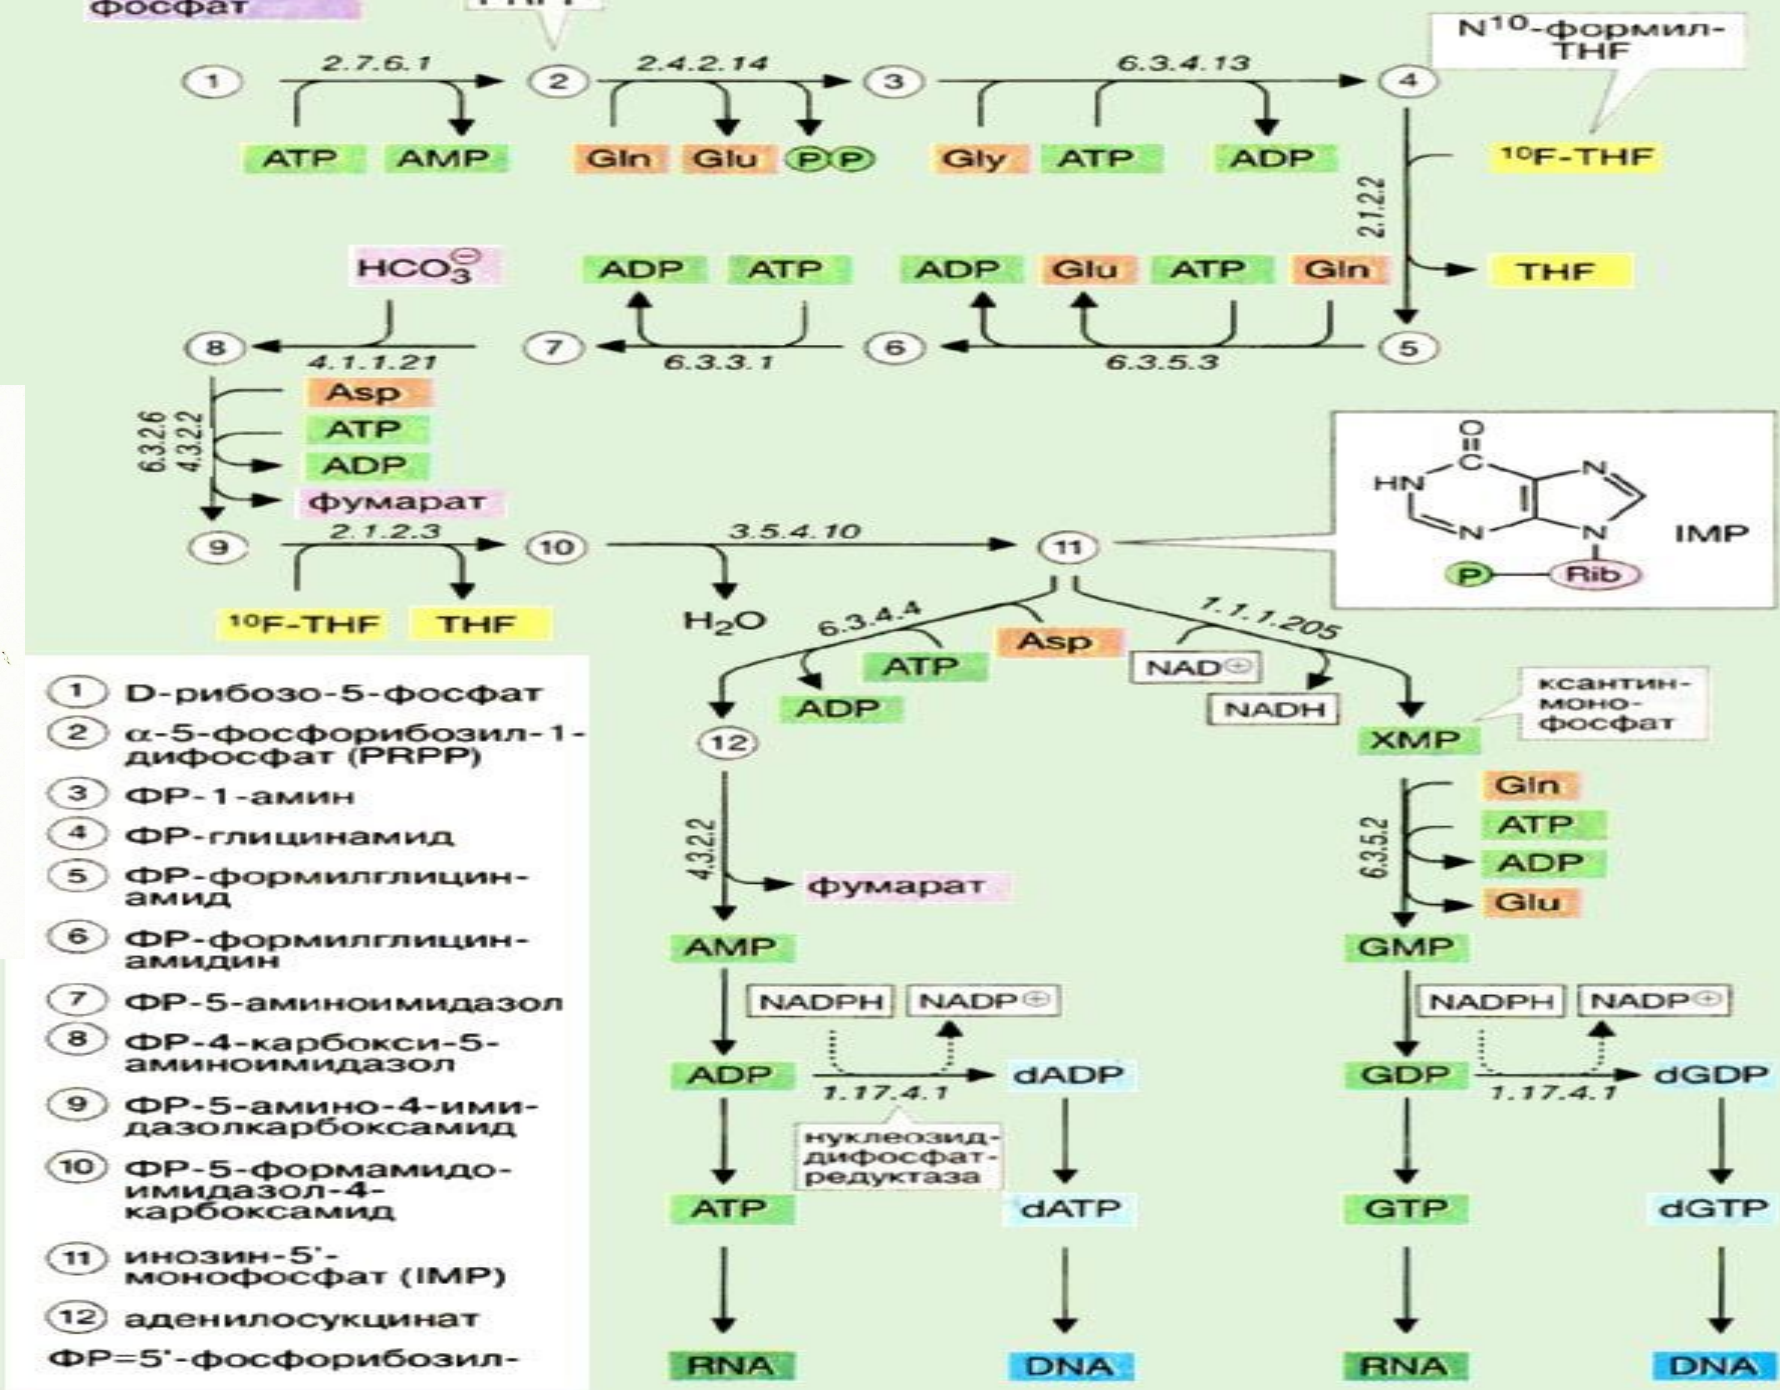 фосфат
PRPP
N10-формил-
THF
2.7.6.1
2.4.2.14
6.3.4.13
1
2
3
4
ATP
AMP
Gln
Glu
P P
Gly
ATP
ADP
10F-THF
2.1.2.2
HCO3⊖
ADP
ATP
ADP
Glu
ATP
Gln
THF
8
7
6
5
4.1.1.21
6.3.3.1
6.3.5.3
Asp
ATP
ADP
фумарат
6.3.2.6
4.3.2.2
O
C
HN
N
N
N
P
Rib
IMP
9
2.1.2.3
10
3.5.4.10
11
10F-THF
THF
H2O
6.3.4.4
1.1.1.205
Asp
ATP
ADP
NAD⊕
NADH
12
XMP
ксантин-
моно-
фосфат
4.3.2.2
фумарат
Gln
ATP
ADP
Glu
6.3.5.2
AMP
GMP
NADPH
NADP⊕
NADPH
NADP⊕
ADP
1.17.4.1
dADP
GDP
1.17.4.1
dGDP
нуклеозид-
дифосфат-
редуктаза
ATP
dATP
GTP
dGTP
RNA
DNA
RNA
DNA
1 D-рибозо-5-фосфат
2 α-5-фосфорибозил-1-
дифосфат (PRPP)
3 ФР-1-амин
4 ФР-глицинамид
5 ФР-формилглицин-
амид
6 ФР-формилглицин-
амидин
7 ФР-5-аминоимидазол
8 ФР-4-карбокси-5-
аминоимидазол
9 ФР-5-амино-4-ими-
дазолкарбоксамид
10 ФР-5-формамидо-
имидазол-4-
карбоксамид
11 инозин-5'-
монофосфат (IMP)
12 аденилосукцинат
ФР=5'-фосфорибозил-